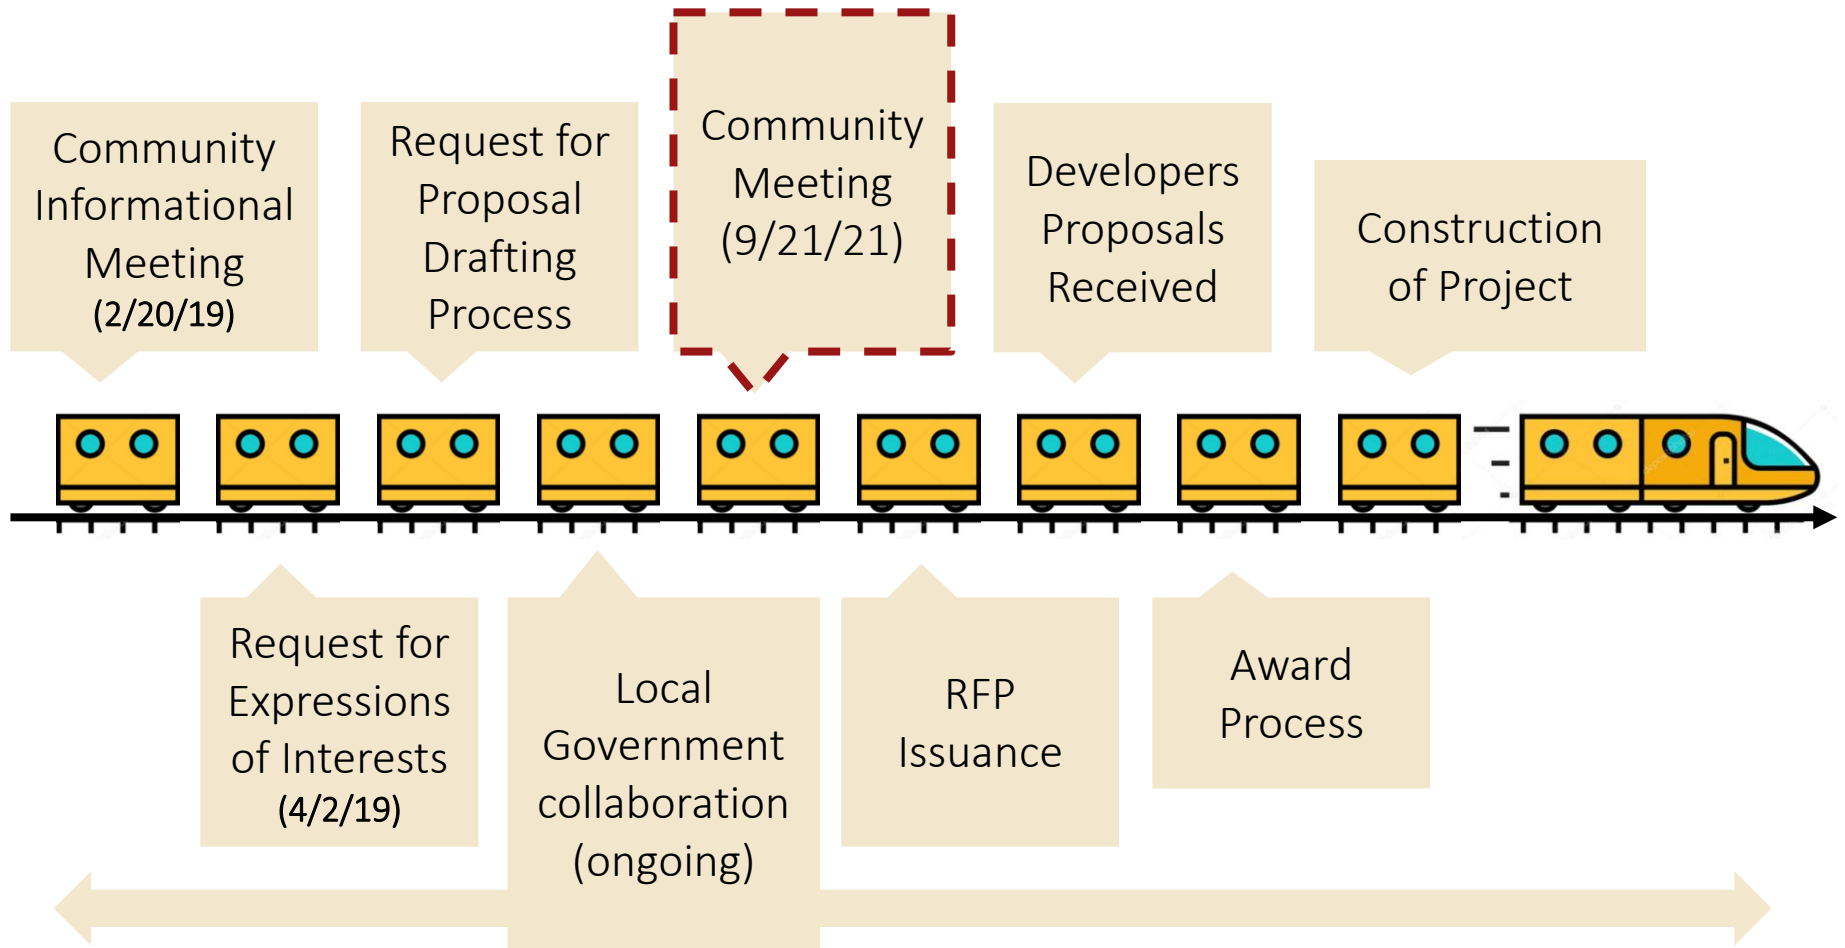 Community
Informational
Meeting
(2/20/19)
Request for
Proposal
Drafting
Process
Community
Meeting
(9/21/21)
Developers
Proposals
Received
Construction
of Project
Request for
Expressions
of Interests
(4/2/19)
Local
Government
collaboration
(ongoing)
RFP
Issuance
Award
Process